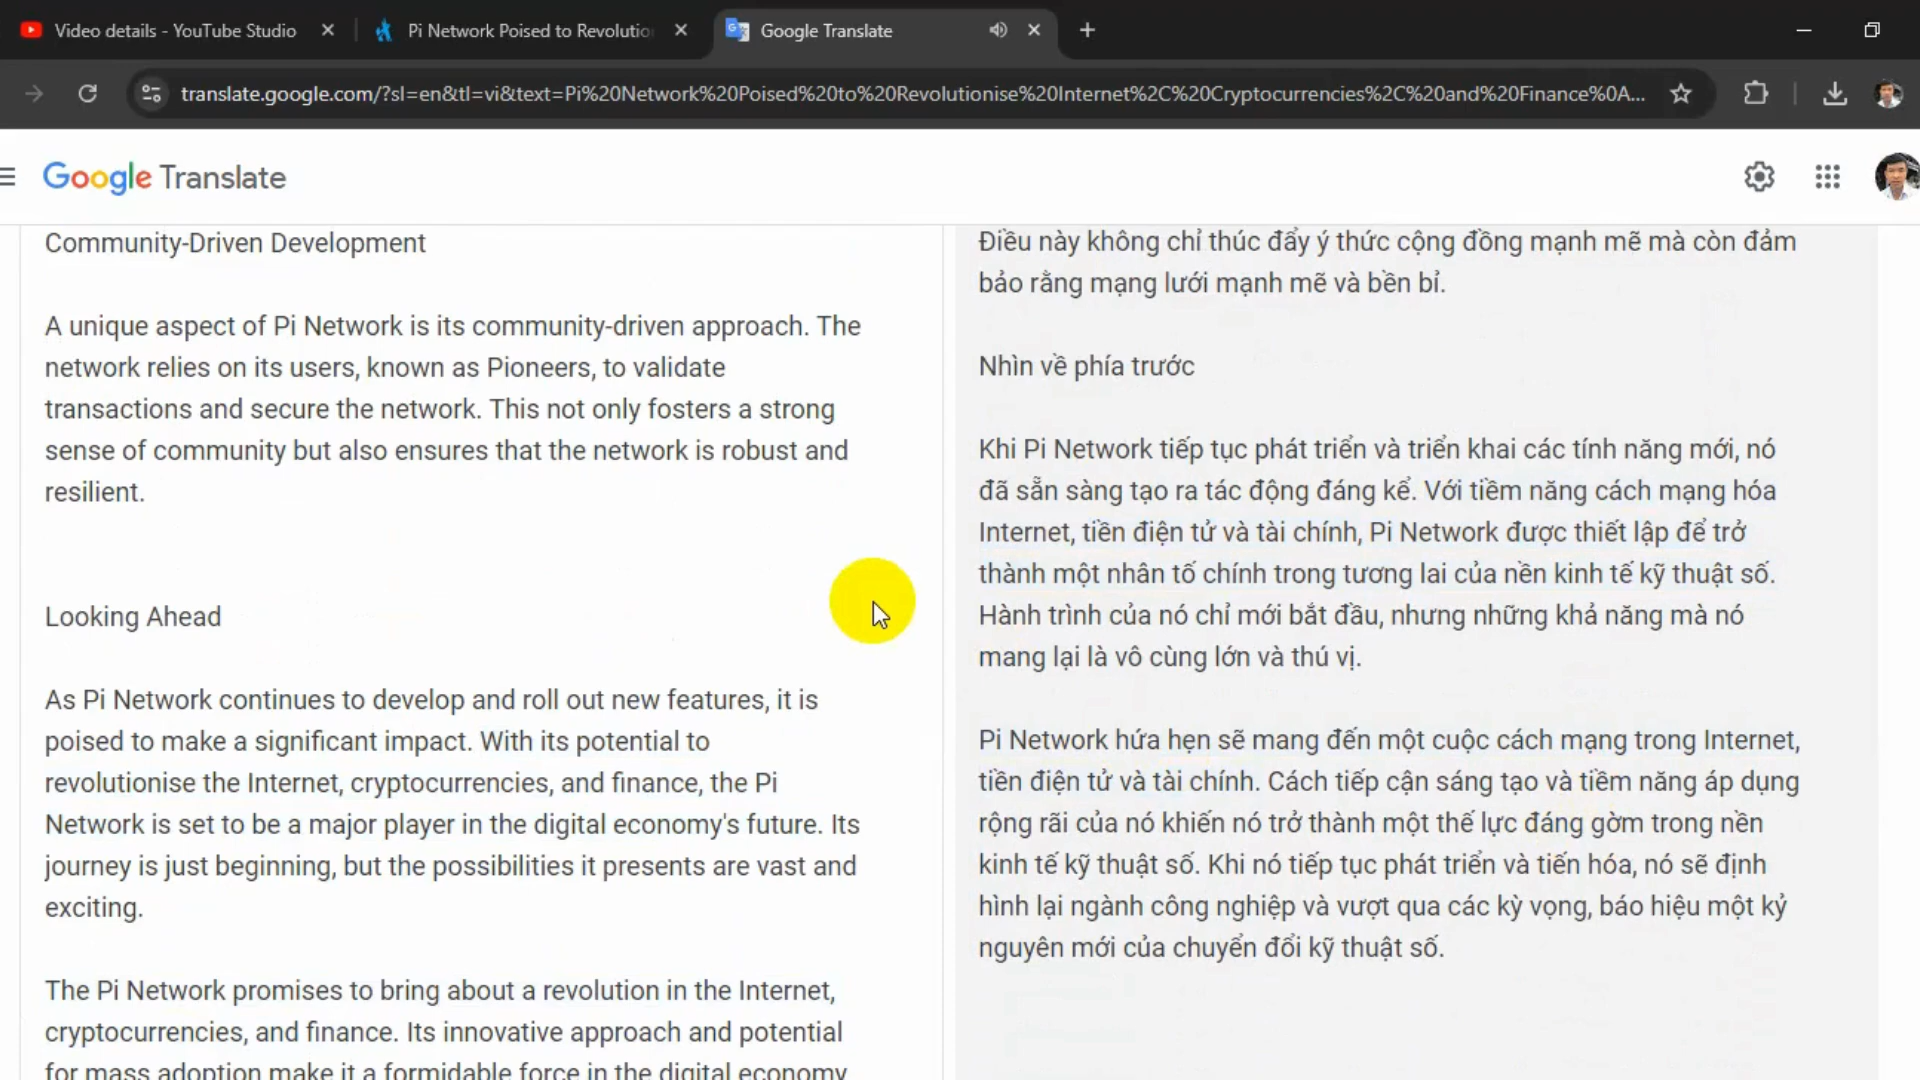 Video details - YouTube Studio
Pi Network Poised to Revolutio
Google Translate
translate.google.com/?sl=en&tl=vi&text=Pi%20Network%20Poised%20to%20Revolutionise%20Internet%2C%20Cryptocurrencies%2C%20and%20Finance%0A...
Google Translate
Community-Driven Development
A unique aspect of Pi Network is its community-driven approach. The
network relies on its users, known as Pioneers, to validate
transactions and secure the network. This not only fosters a strong
sense of community but also ensures that the network is robust and
resilient.
Looking Ahead
As Pi Network continues to develop and roll out new features, it is
poised to make a significant impact. With its potential to
revolutionise the Internet, cryptocurrencies, and finance, the Pi
Network is set to be a major player in the digital economy's future. Its
journey is just beginning, but the possibilities it presents are vast and
exciting.
The Pi Network promises to bring about a revolution in the Internet,
cryptocurrencies, and finance. Its innovative approach and potential
for mass adoption make it a formidable force in the digital economy
Điều này không chỉ thúc đẩy ý thức cộng đồng mạnh mẽ mà còn đảm
bảo rằng mạng lưới mạnh mẽ và bền bỉ.
Nhìn về phía trước
Khi Pi Network tiếp tục phát triển và triển khai các tính năng mới, nó
đã sẵn sàng tạo ra tác động đáng kể. Với tiềm năng cách mạng hóa
Internet, tiền điện tử và tài chính, Pi Network được thiết lập để trở
thành một nhân tố chính trong tương lai của nền kinh tế kỹ thuật số.
Hành trình của nó chỉ mới bắt đầu, nhưng những khả năng mà nó
mang lại là vô cùng lớn và thú vị.
Pi Network hứa hẹn sẽ mang đến một cuộc cách mạng trong Internet,
tiền điện tử và tài chính. Cách tiếp cận sáng tạo và tiềm năng áp dụng
rộng rãi của nó khiến nó trở thành một thế lực đáng gờm trong nền
kinh tế kỹ thuật số. Khi nó tiếp tục phát triển và tiến hóa, nó sẽ định
hình lại ngành công nghiệp và vượt qua các kỳ vọng, báo hiệu một kỷ
nguyên mới của chuyển đổi kỹ thuật số.